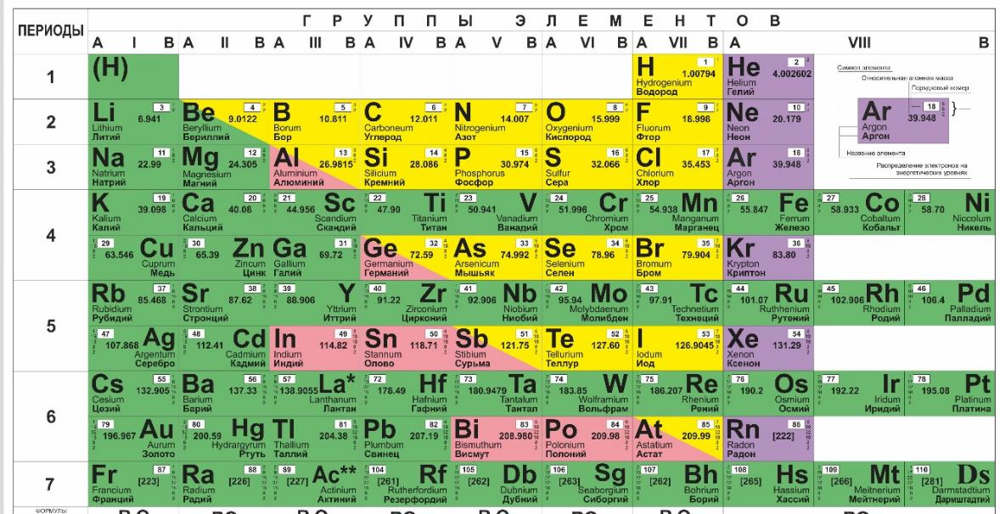 Г Р У П П Ы Э Л Е М Е Н Т О В
ПЕРИОДЫ
A I B A II B A III B A IV B A V B A VI B A VII B A VIII B
1
(H) H 1 1.00794 He 2 4.002602
Hydrogenium Helium
Водород Гелий
Символ элемента
Относительная атомная масса
Порядковый номер
Ar 18 39.948
Argon
Аргон
Название элемента
Распределение электронов на
энергетических уровнях
2
Li 3 6.941 Be 4 9.0122 B 5 10.811 C 6 12.011 N 7 14.007 O 8 15.999 F 9 18.998 Ne 10 20.179
Lithium Beryllium Borum Carboneum Nitrogenium Oxygenium Fluorum Neon
Литий Бериллий Бор Углерод Азот Кислород Фтор Неон
3
Na 11 22.99 Mg 12 24.305 Al 13 26.9815 Si 14 28.086 P 15 30.974 S 16 32.066 Cl 17 35.453 Ar 18 39.948
Natrium Magnesium Aluminium Silicium Phosphorus Sulfur Chlorium Argon
Натрий Магний Алюминий Кремний Фосфор Сера Хлор Аргон
4
K 19 39.098 Ca 20 40.08 21 44.956 Sc 22 47.90 Ti 23 50.941 V 24 51.996 Cr 25 54.938 Mn 26 55.847 Fe 27 58.933 Co 28 58.70 Ni
Kalium Calcium Scandium Titanium Vanadium Chromium Manganum Ferrum Cobaltum Niccolum
Калий Кальций Скандий Титан Ванадий Хром Марганец Железо Кобальт Никель
29 63.546 Cu 30 65.39 Zn Ga 31 69.72 Ge 32 72.59 As 33 74.992 Se 34 78.96 Br 35 79.904 Kr 36 83.80
Cuprum Zincum Gallium Germanium Arsenicum Selenium Bromum Krypton
Медь Цинк Галий Германий Мышьяк Селен Бром Криптон
5
Rb 37 85.468 Sr 38 87.62 39 88.906 Y 40 91.22 Zr 41 92.906 Nb 42 95.94 Mo 43 97.91 Tc 44 101.07 Ru 45 102.906 Rh 46 106.4 Pd
Rubidium Strontium Yttrium Zirconium Niobium Molybdaenum Technetium Ruthhenium Rhodium Palladium
Рубидий Стронций Иттрий Цирконий Ниобий Молибден Технеций Рутений Родий Палладий
47 107.868 Ag 48 112.41 Cd In 49 114.82 Sn 50 118.71 Sb 51 121.75 Te 52 127.60 I 53 126.9045 Xe 54 131.29
Argentum Cadmium Indium Stannum Stibium Tellurium Iodum Xenon
Серебро Кадмий Индий Олово Сурьма Теллур Иод Ксенон
6
Cs 55 132.905 Ba 56 137.33 57 138.9055 La* 72 178.49 Hf 73 180.9479 Ta 74 183.85 W 75 186.207 Re 76 190.2 Os 77 192.22 Ir 78 195.08 Pt
Cesium Barium Lanthanum Hafnium Tantalum Wolframium Rhenium Osmium Iridium Platinum
Цезий Барий Лантан Гафний Тантал Вольфрам Рений Осмий Иридий Платина
79 196.967 Au 80 200.59 Hg Tl 81 204.38 Pb 82 207.19 Bi 83 208.980 Po 84 209.98 At 85 209.99 Rn 86 [222]
Aurum Hydrargyrum Thallium Plumbum Bismuthum Polonium Astatium Radon
Золото Ртуть Таллий Свинец Висмут Полоний Астат Радон
7
Fr 87 [223] Ra 88 [226] 89 [227] Ac** 104 [261] Rf 105 [262] Db 106 [263] Sg 107 [262] Bh 108 [265] Hs 109 [266] Mt 110 [281] Ds
Francium Radium Actinium Rutherfordium Dubnium Seaborgium Bohrium Hassium Meitnerium Darmstadtium
Франций Радий Актиний Резерфордий Дубний Сиборгий Борий Хассий Мейтнерий Дармштадтий
ФОРМУЛЫ